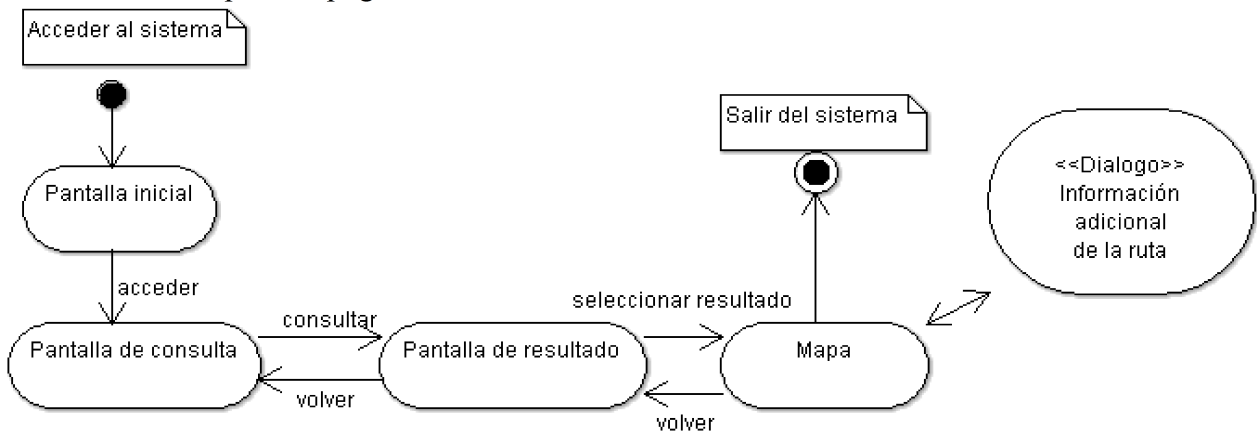 Acceder al sistema
Salir del sistema
<<Dialogo>>
Información
adicional
de la ruta
Pantalla inicial
acceder
seleccionar resultado
consultar
Pantalla de consulta
Pantalla de resultado
Mapa
volver
volver